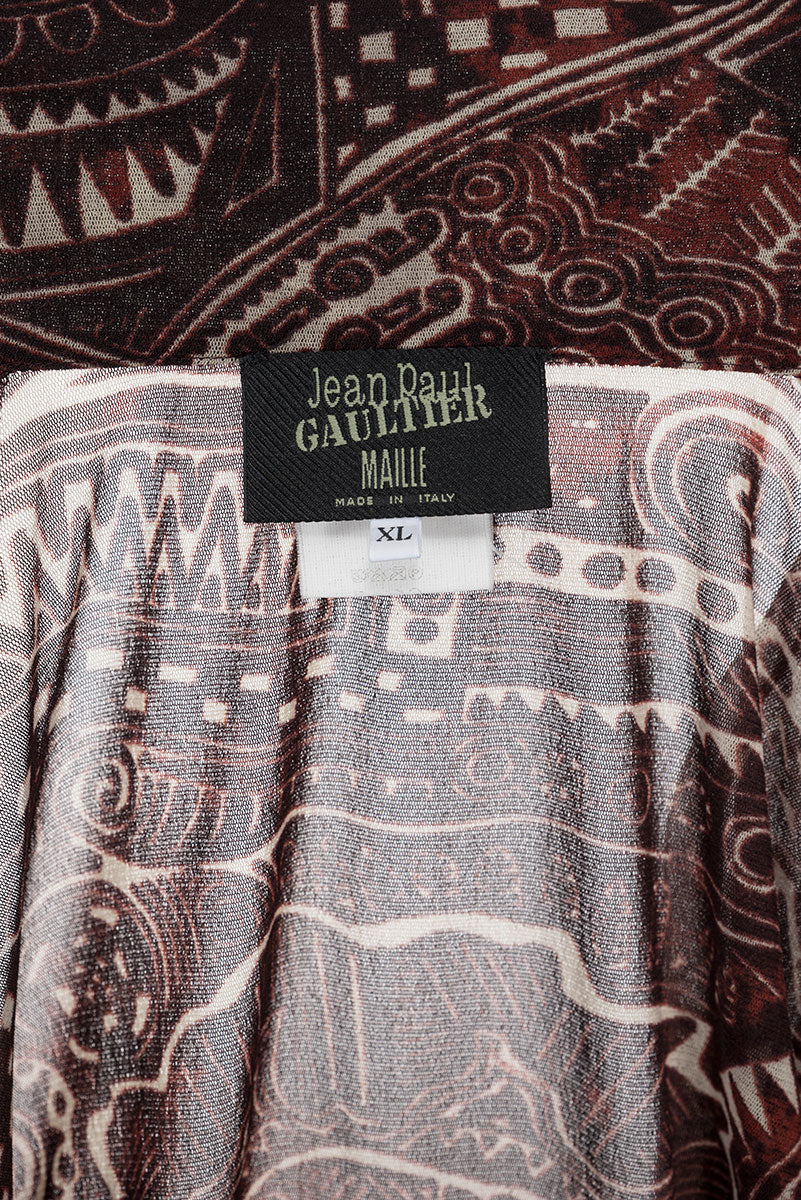 Jean Paul
GAULTIER
MAILLE
MADE IN ITALY
XL